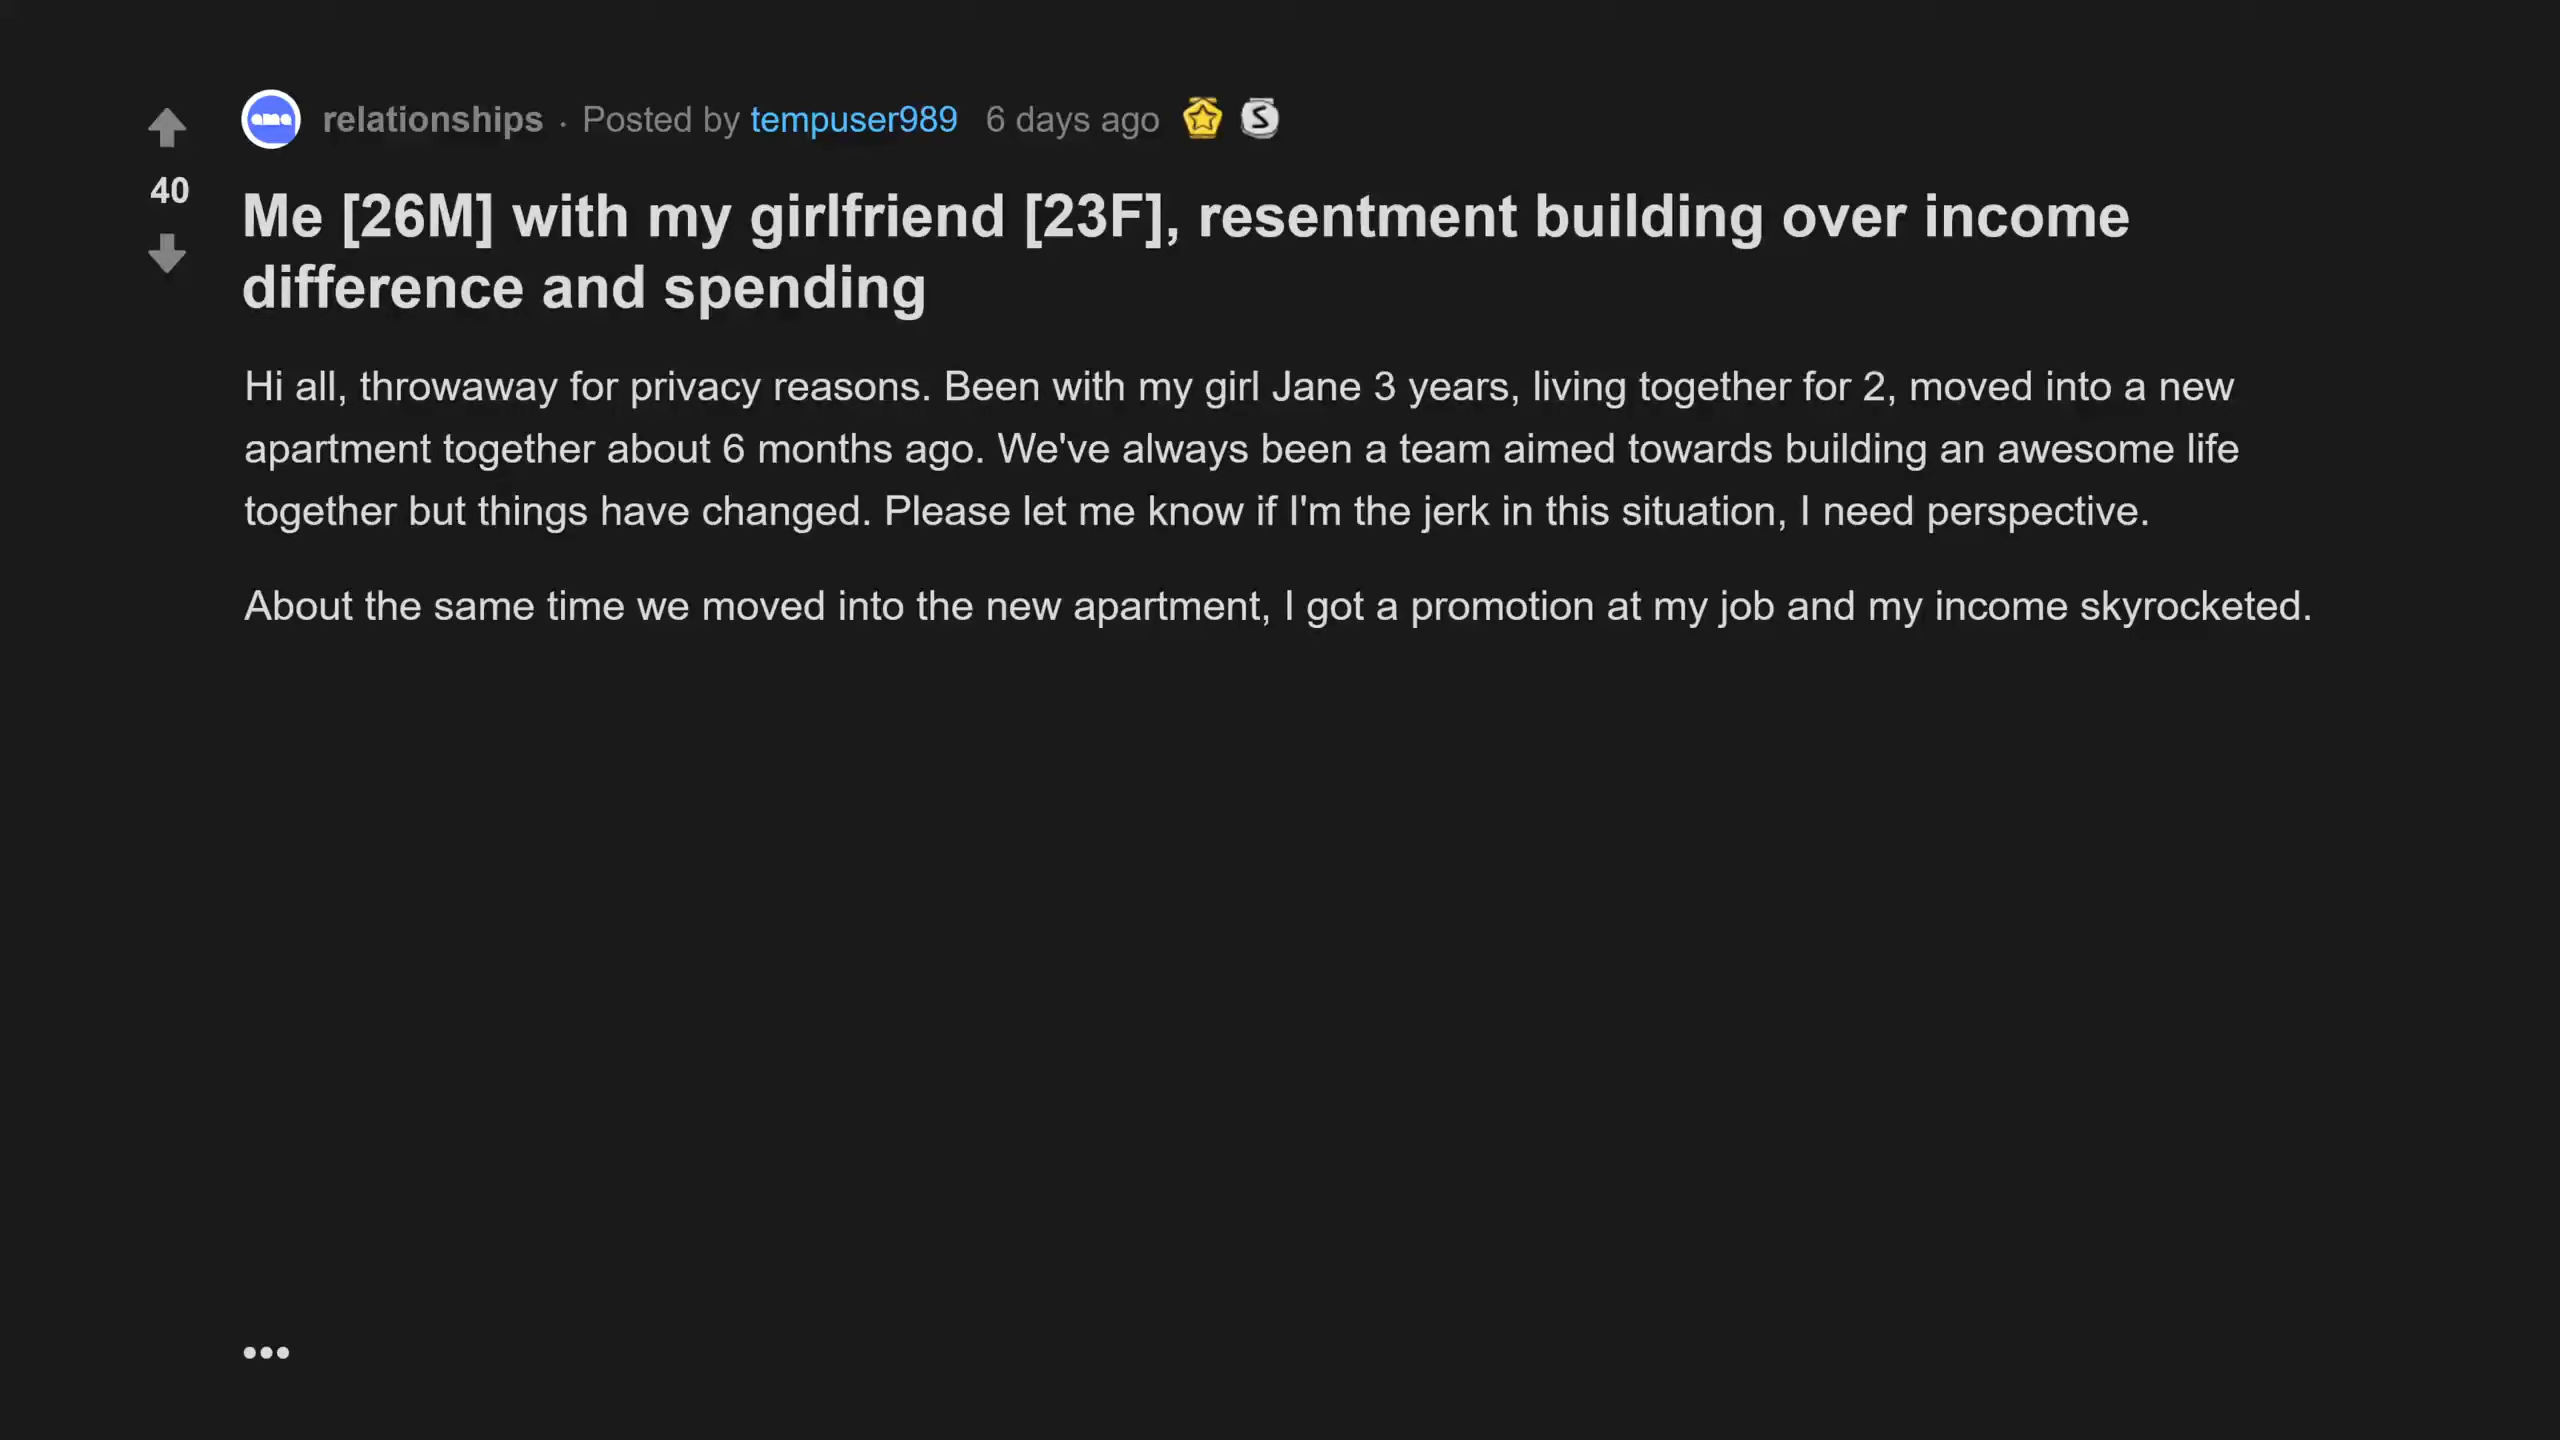 relationships · Posted by tempuser989 6 days ago
40
Me [26M] with my girlfriend [23F], resentment building over income
difference and spending
Hi all, throwaway for privacy reasons. Been with my girl Jane 3 years, living together for 2, moved into a new
apartment together about 6 months ago. We've always been a team aimed towards building an awesome life
together but things have changed. Please let me know if I'm the jerk in this situation, I need perspective.
About the same time we moved into the new apartment, I got a promotion at my job and my income skyrocketed.